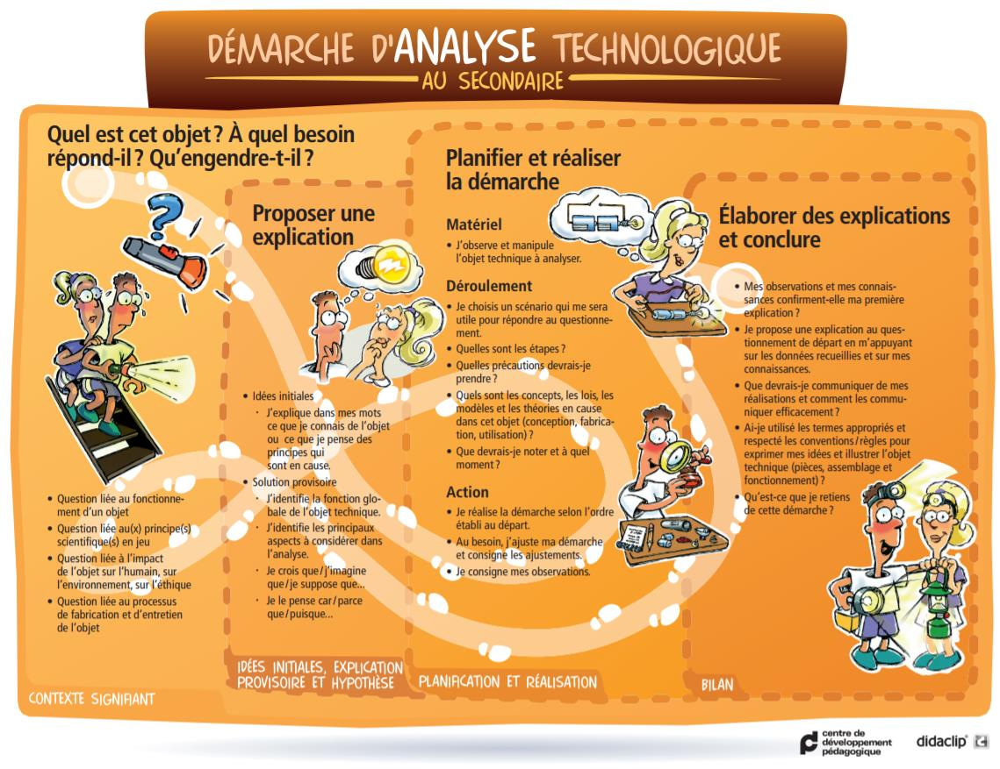 DÉMARCHE D'ANALYSE TECHNOLOGIQUE
AU SECONDAIRE
Quel est cet objet ? À quel besoin
répond-il ? Qu'engendre-t-il ?
• Question liée au fonctionne-
ment d'un objet
• Question liée au(x) principe(s)
scientifique(s) en jeu
• Question liée à l'impact
de l'objet sur l'humain, sur
l'environnement, sur l'éthique
• Question liée au processus
de fabrication et d'entretien
de l'objet
CONTEXTE SIGNIFIANT
Proposer une
explication
• Idées initiales
· J'explique dans mes mots
ce que je connais de l'objet
ou ce que je pense des
principes qui
sont en cause.
• Solution provisoire
· J'identifie la fonction glo-
bale de l'objet technique.
· J'identifie les principaux
aspects à considérer dans
l'analyse.
· Je crois que / j'imagine
que / je suppose que...
· Je le pense car / parce
que / puisque...
IDÉES INITIALES, EXPLICATION
PROVISOIRE ET HYPOTHÈSE
Planifier et réaliser
la démarche
Matériel
• J'observe et manipule
l'objet technique à analyser.
Déroulement
• Je choisis un scénario qui me sera
utile pour répondre au questionne-
ment.
• Quelles sont les étapes ?
• Quelles précautions devrais-je
prendre ?
• Quels sont les concepts, les lois, les
modèles et les théories en cause
dans cet objet (conception, fabrica-
tion, utilisation) ?
• Que devrais-je noter et à quel
moment ?
Action
• Je réalise la démarche selon l'ordre
établi au départ.
• Au besoin, j'ajuste ma démarche
et consigne les ajustements.
• Je consigne mes observations.
PLANIFICATION ET RÉALISATION
Élaborer des explications
et conclure
• Mes observations et mes connais-
sances confirment-elle ma première
explication ?
• Je propose une explication au ques-
tionnement de départ en m'appuyant
sur les données recueillies et sur mes
connaissances.
• Que devrais-je communiquer de mes
réalisations et comment les commu-
niquer efficacement ?
• Ai-je utilisé les termes appropriés et
respecté les conventions / règles pour
exprimer mes idées et illustrer l'objet
technique (pièces, assemblage et
fonctionnement) ?
• Qu'est-ce que je retiens
de cette démarche ?
BILAN
centre de
développement
pédagogique
didaclip